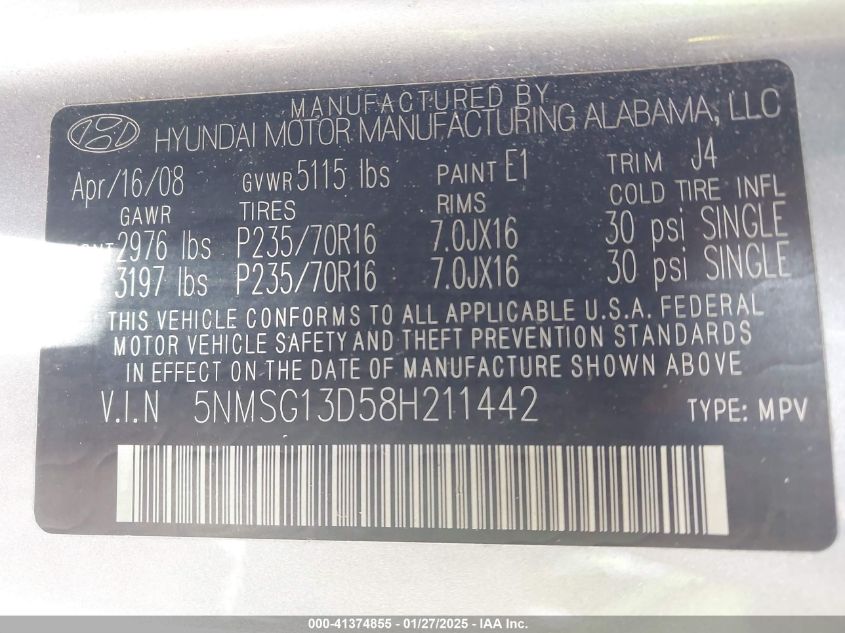 MANUFACTURED BY
HYUNDAI MOTOR MANUFACTURING ALABAMA, LLC
Apr/16/08 GVWR 5115 lbs PAINT E1 TRIM J4
GAWR TIRES RIMS COLD TIRE INFL
2976 lbs P235/70R16 7.0JX16 30 psi SINGLE
3197 lbs P235/70R16 7.0JX16 30 psi SINGLE
THIS VEHICLE CONFORMS TO ALL APPLICABLE U.S.A. FEDERAL
MOTOR VEHICLE SAFETY AND THEFT PREVENTION STANDARDS
IN EFFECT ON THE DATE OF MANUFACTURE SHOWN ABOVE
V.I.N 5NMSG13D58H211442 TYPE: MPV
000-41374855 - 01/27/2025 - IAA Inc.